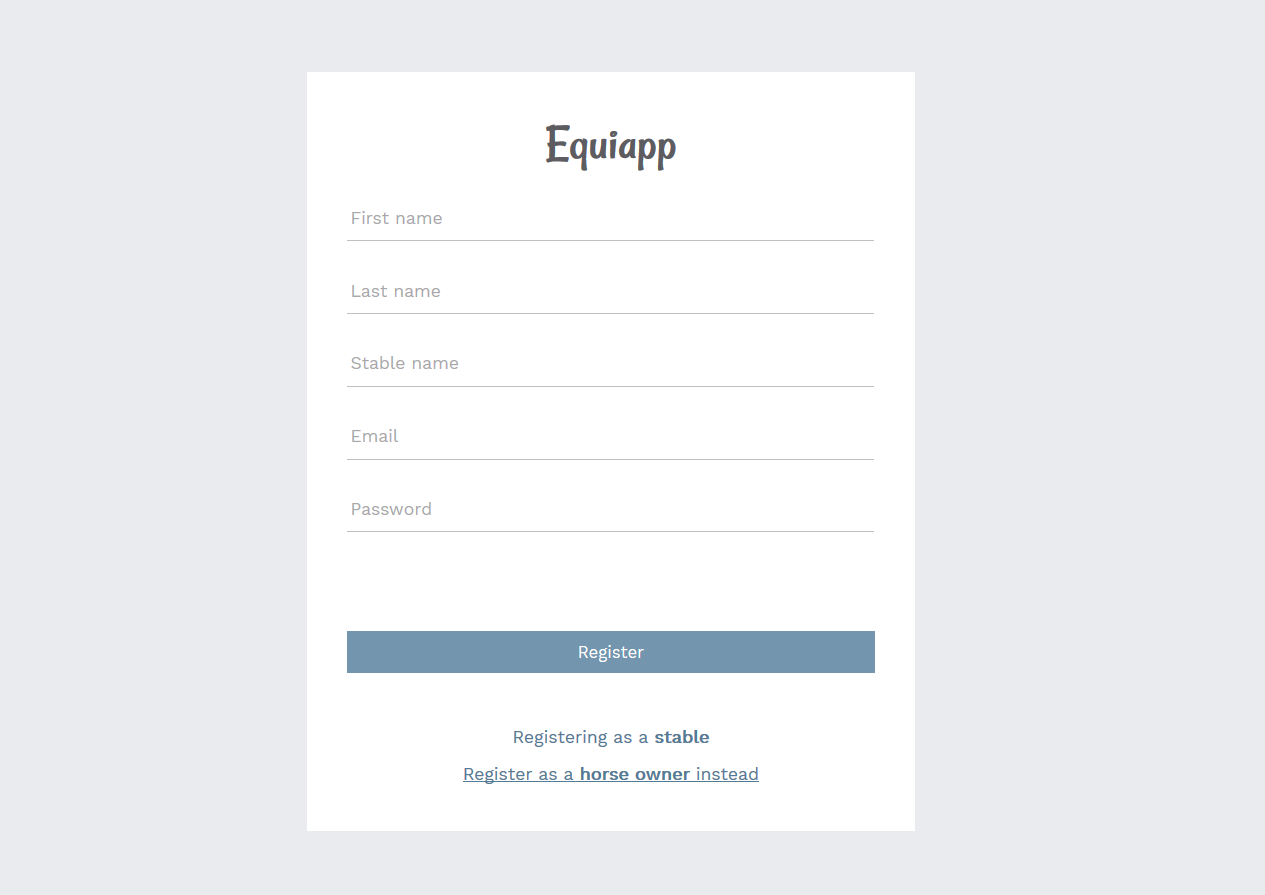 Equiapp
First name
Last name
Stable name
Email
Password
Register
Registering as a stable
Register as a horse owner instead